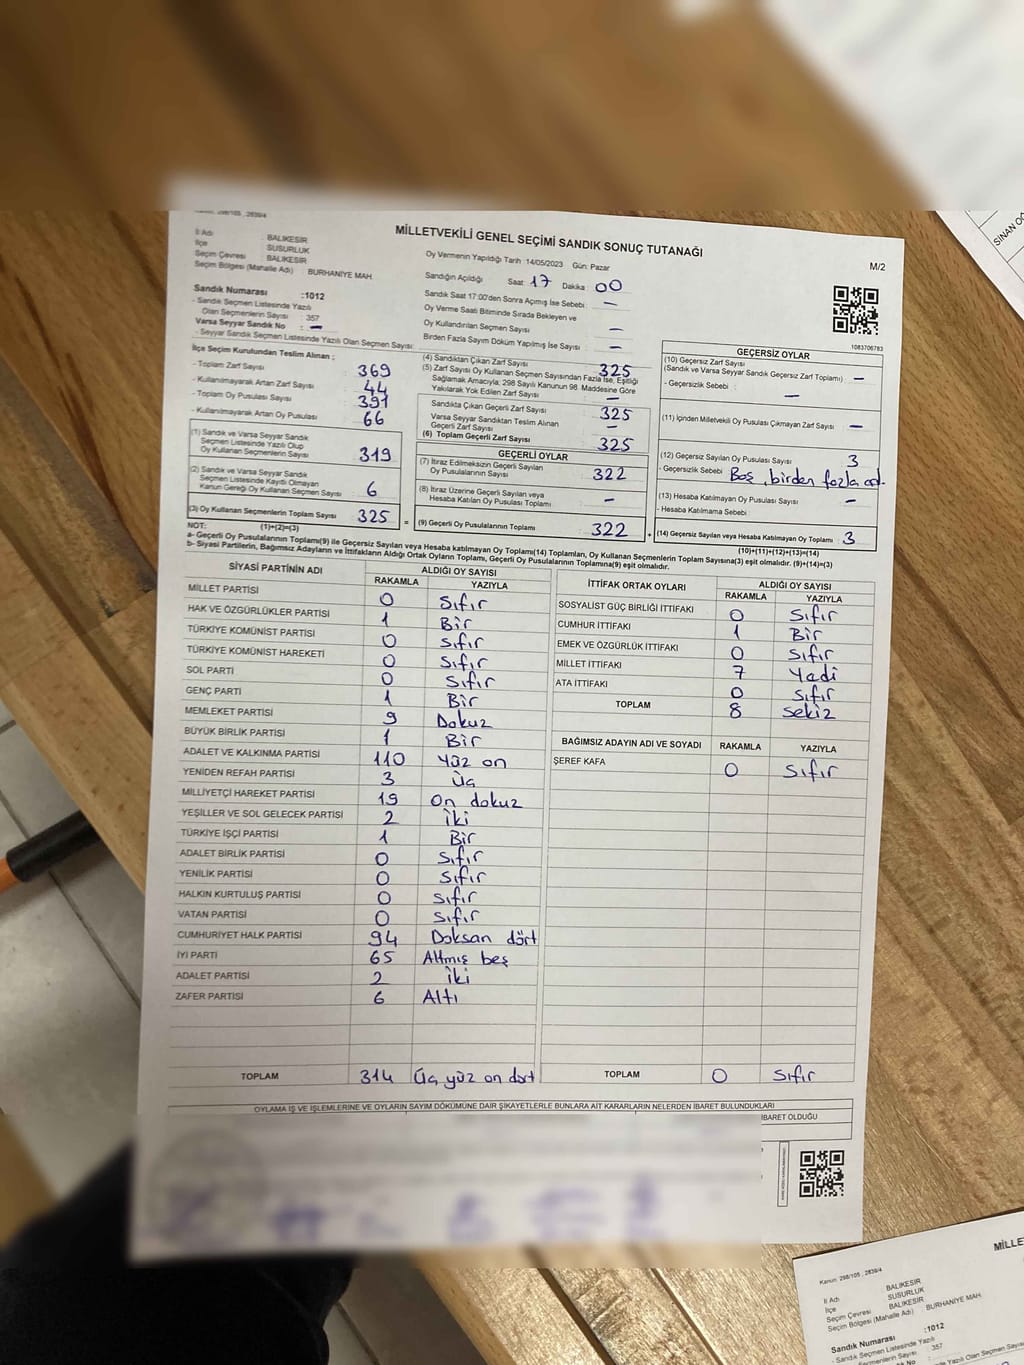 Kanun: 298/105 , 2839/4
MİLLETVEKİLİ GENEL SEÇİMİ SANDIK SONUÇ TUTANAĞI
M/2
İl Adı : BALIKESİR
İlçe : SUSURLUK
Seçim Çevresi : BALIKESİR
Seçim Bölgesi (Mahalle Adı) : BURHANİYE MAH.
Sandık Numarası :1012
- Sandık Seçmen Listesinde Yazılı
Olan Seçmenlerin Sayısı : 357
Varsa Seyyar Sandık No : –
- Seyyar Sandık Seçmen Listesinde Yazılı Olan Seçmen Sayısı:
Oy Vermenin Yapıldığı Tarih :14/05/2023 Gün: Pazar
Sandığın Açıldığı Saat 17 Dakika 00
Sandık Saat 17:00'den Sonra Açımış İse Sebebi : –
Oy Verme Saati Bitiminde Sırada Bekleyen ve
Oy Kullandırılan Seçmen Sayısı : –
Birden Fazla Sayım Döküm Yapılmış İse Sayısı : –
1083706783
İlçe Seçim Kurulundan Teslim Alınan ;
- Toplam Zarf Sayısı : 369
- Kullanılmayarak Artan Zarf Sayısı : 44
- Toplam Oy Pusulası Sayısı : 391
- Kullanılmayarak Artan Oy Pusulası : 66
(1) Sandık ve Varsa Seyyar Sandık
Seçmen Listesinde Yazılı Olup
Oy Kullanan Seçmenlerin Sayısı : 319
(2) Sandık ve Varsa Seyyar Sandık
Seçmen Listesinde Kayıtlı Olmayan
Kanun Gereği Oy Kullanan Seçmen Sayısı : 6
(3) Oy Kullanan Seçmenlerin Toplam Sayısı : 325
(1)+(2)=(3)
(4) Sandıktan Çıkan Zarf Sayısı : 325
(5) Zarf Sayısı Oy Kullanan Seçmen Sayısından Fazla İse, Eşitliği
Sağlamak Amacıyla; 298 Sayılı Kanunun 98. Maddesine Göre
Yakılarak Yok Edilen Zarf Sayısı : –
Sandıkta Çıkan Geçerli Zarf Sayısı : 325
Varsa Seyyar Sandıktan Teslim Alınan
Geçerli Zarf Sayısı : –
(6) Toplam Geçerli Zarf Sayısı : 325
GEÇERLİ OYLAR
(7) İtiraz Edilmeksizin Geçerli Sayılan
Oy Pusulalarının Sayısı : 322
(8) İtiraz Üzerine Geçerli Sayılan veya
Hesaba Katılan Oy Pusulası Toplamı : –
= (9) Geçerli Oy Pusulalarının Toplamı : 322 +
GEÇERSİZ OYLAR
(10) Geçersiz Zarf Sayısı
(Sandık ve Varsa Seyyar Sandık Geçersiz Zarf Toplamı) : –
- Geçersizlik Sebebi : –
(11) İçinden Milletvekili Oy Pusulası Çıkmayan Zarf Sayısı : –
(12) Geçersiz Sayılan Oy Pusulası Sayısı : 3
- Geçersizlik Sebebi : Boş, birden fazla
(13) Hesaba Katılmayan Oy Pusulası Sayısı : –
- Hesaba Katılmama Sebebi :
(14) Geçersiz Sayılan veya Hesaba Katılmayan Oy Toplamı : 3
(10)+(11)+(12)+(13)=(14)
NOT:
a- Geçerli Oy Pusulalarının Toplamı(9) ile Geçersiz Sayılan veya Hesaba katılmayan Oy Toplamı(14) Toplamları, Oy Kullanan Seçmenlerin Toplam Sayısına(3) eşit olmalıdır. (9)+(14)=(3)
b- Siyasi Partilerin, Bağımsız Adayların ve İttifakların Aldığı Ortak Oyların Toplamı, Geçerli Oy Pusulalarının Toplamına(9) eşit olmalıdır.
SİYASİ PARTİNİN ADI ALDIĞI OY SAYISI
RAKAMLA YAZIYLA
MİLLET PARTİSİ 0 Sıfır
HAK VE ÖZGÜRLÜKLER PARTİSİ 1 Bir
TÜRKİYE KOMÜNİST PARTİSİ 0 Sıfır
TÜRKİYE KOMÜNİST HAREKETİ 0 Sıfır
SOL PARTİ 0 Sıfır
GENÇ PARTİ 1 Bir
MEMLEKET PARTİSİ 9 Dokuz
BÜYÜK BİRLİK PARTİSİ 1 Bir
ADALET VE KALKINMA PARTİSİ 110 Yüz on
YENİDEN REFAH PARTİSİ 3 Üç
MİLLİYETÇİ HAREKET PARTİSİ 19 On dokuz
YEŞİLLER VE SOL GELECEK PARTİSİ 2 İki
TÜRKİYE İŞÇİ PARTİSİ 1 Bir
ADALET BİRLİK PARTİSİ 0 Sıfır
YENİLİK PARTİSİ 0 Sıfır
HALKIN KURTULUŞ PARTİSİ 0 Sıfır
VATAN PARTİSİ 0 Sıfır
CUMHURİYET HALK PARTİSİ 94 Doksan dört
İYİ PARTİ 65 Altmış beş
ADALET PARTİSİ 2 İki
ZAFER PARTİSİ 6 Altı
TOPLAM 314 Üç yüz on dört
İTTİFAK ORTAK OYLARI ALDIĞI OY SAYISI
RAKAMLA YAZIYLA
SOSYALİST GÜÇ BİRLİĞİ İTTİFAKI 0 Sıfır
CUMHUR İTTİFAKI 1 Bir
EMEK VE ÖZGÜRLÜK İTTİFAKI 0 Sıfır
MİLLET İTTİFAKI 7 Yedi
ATA İTTİFAKI 0 Sıfır
TOPLAM 8 Sekiz
BAĞIMSIZ ADAYIN ADI VE SOYADI RAKAMLA YAZIYLA
ŞEREF KAFA 0 Sıfır
TOPLAM 0 Sıfır
OYLAMA İŞ VE İŞLEMLERİNE VE OYLARIN SAYIM DÖKÜMÜNE DAİR ŞİKAYETLERLE BUNLARA AİT KARARLARIN NELERDEN İBARET BULUNDUKLARI
İBARET OLDUĞU
SİNAN
Kanun: 298/105 , 2839/4
İl Adı : BALIKESİR
İlçe : SUSURLUK
Seçim Çevresi : BALIKESİR
Seçim Bölgesi (Mahalle Adı) : BURHANİYE MAH.
Sandık Numarası :1012
- Sandık Seçmen Listesinde Yazılı
Seçmenlerin Sayısı : 357